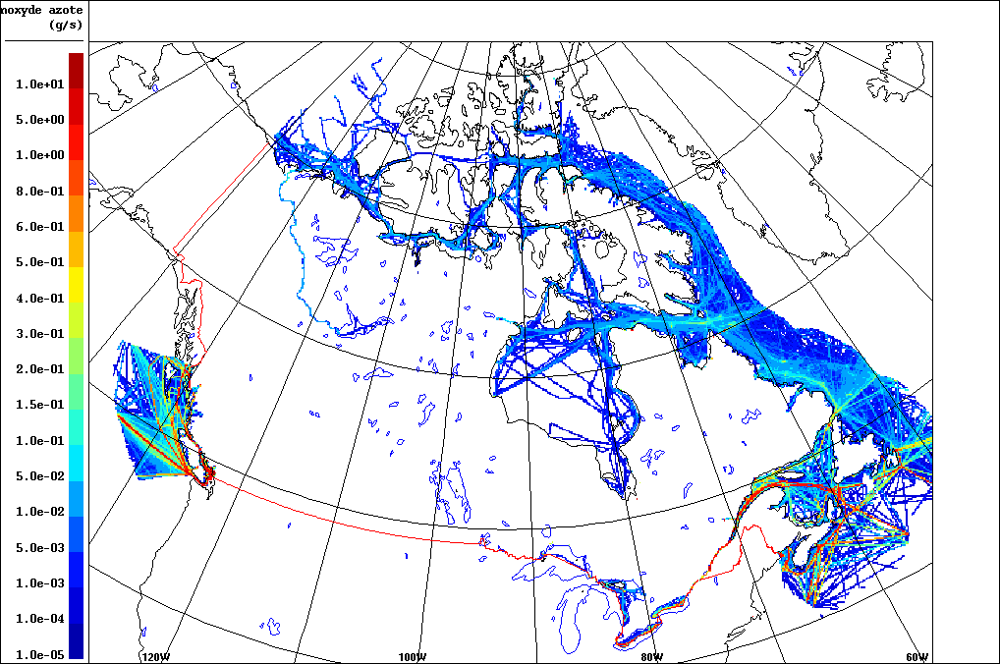 noxyde azote
(g/s)
1.0e+01
5.0e+00
1.0e+00
8.0e-01
6.0e-01
5.0e-01
4.0e-01
3.0e-01
2.0e-01
1.5e-01
1.0e-01
5.0e-02
1.0e-02
5.0e-03
1.0e-03
1.0e-04
1.0e-05
120W 100W 80W 60W